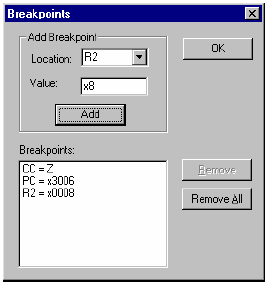 Breakpoints
Add Breakpoint
Location: R2
OK
Value: x8
Add
Breakpoints:
CC = Z
PC = x3006
R2 = x0008
Remove
Remove All